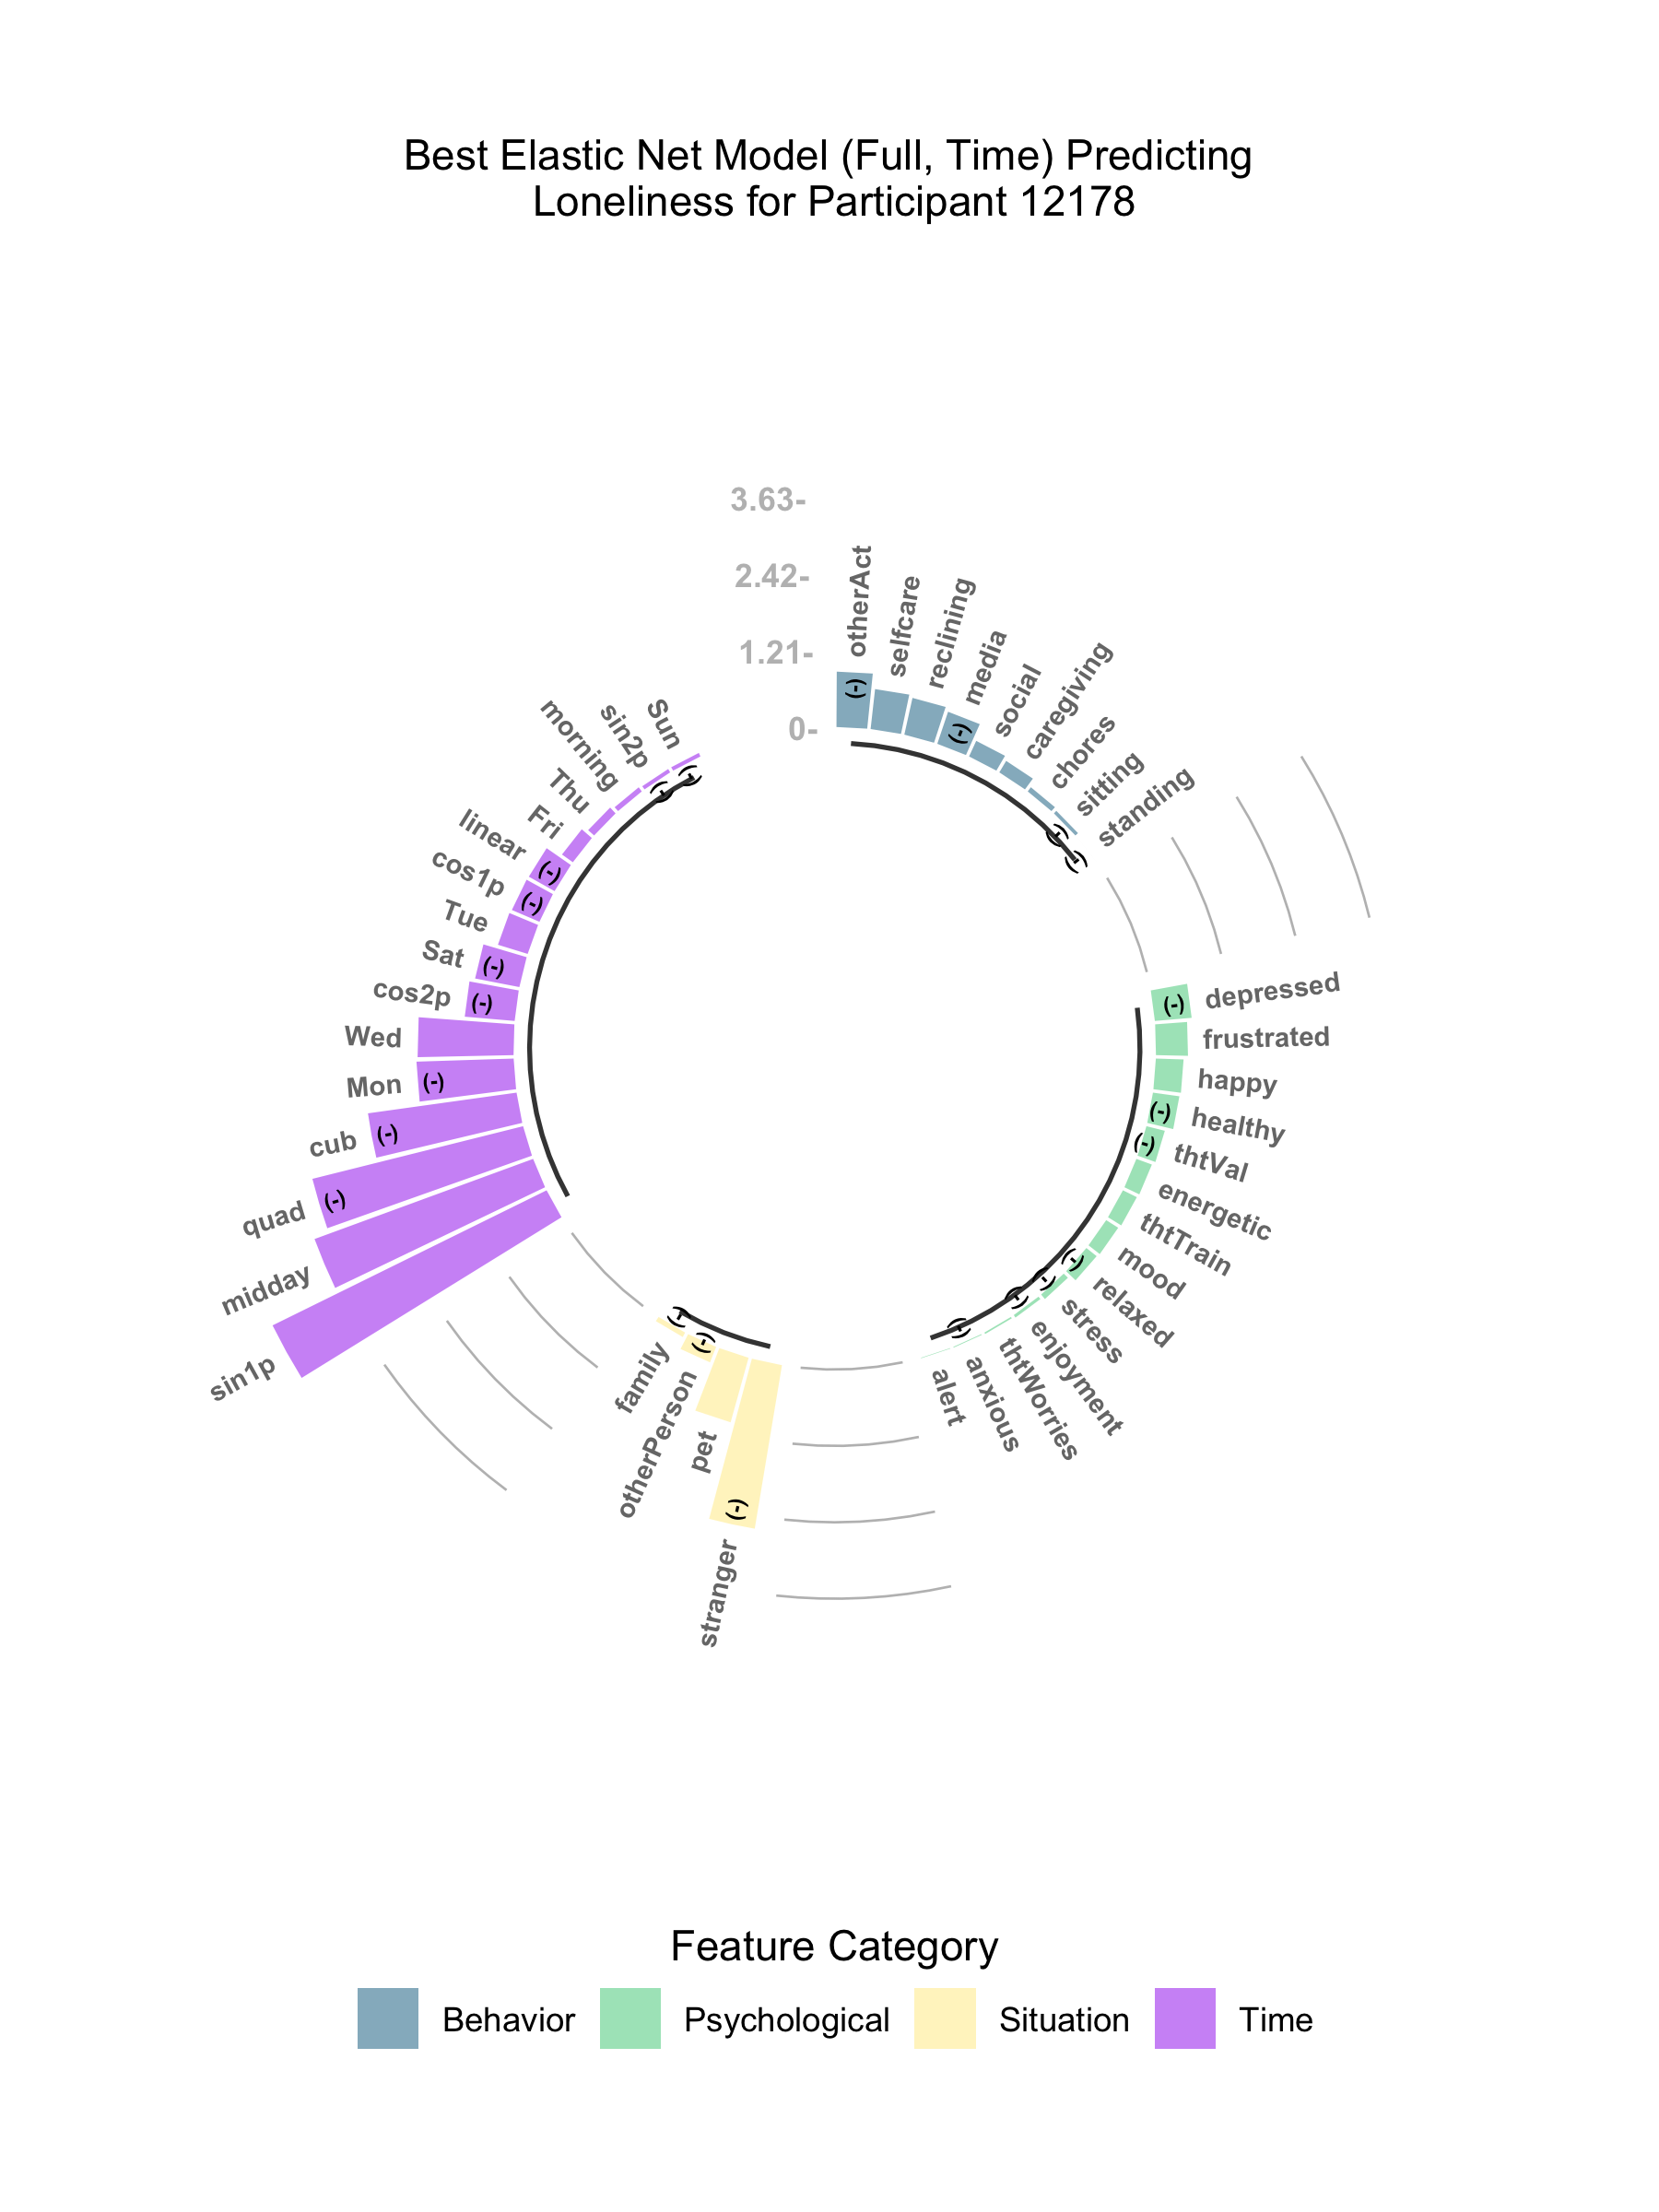 Best Elastic Net Model (Full, Time) Predicting
Loneliness for Participant 12178
3.63-
2.42-
1.21-
0-
otherAct
(-)
selfcare
reclining
media
(-)
social
caregiving
chores
sitting
(-)
standing
(-)
depressed
(-)
frustrated
happy
healthy
(-)
thtVal
(-)
energetic
thtTrain
mood
relaxed
(-)
stress
(-)
enjoyment
(-)
thtWorries
anxious
(-)
alert
stranger
(-)
pet
otherPerson
(-)
family
(-)
sin1p
midday
quad
(-)
cub
(-)
Mon
(-)
Wed
cos2p
(-)
Sat
(-)
Tue
cos1p
(-)
linear
(-)
Fri
Thu
morning
sin2p
(-)
Sun
(-)
Feature Category
Behavior
Psychological
Situation
Time